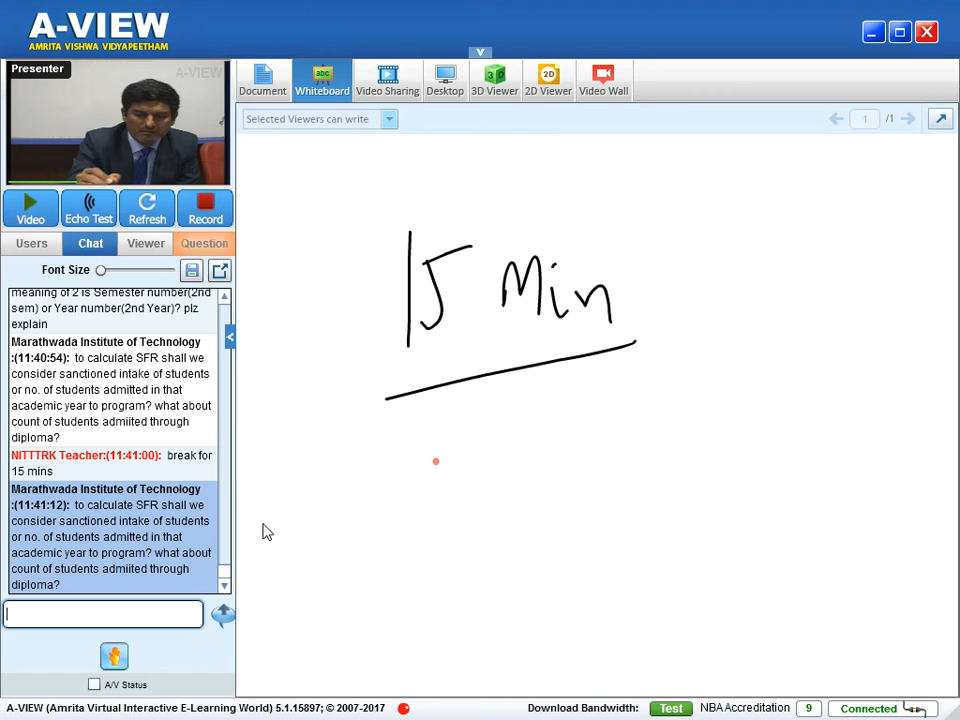 A-VIEW
AMRITA VISHWA VIDYAPEETHAM
Presenter
A-VIEW
Video
Echo Test
Refresh
Record
Users
Chat
Viewer
Question
Font Size
meaning of 2 is Semester number(2nd
sem) or Year number(2nd Year)? plz
explain
Marathwada Institute of Technology
:(11:40:54): to calculate SFR shall we
consider sanctioned intake of students
or no. of students admitted in that
academic year to program? what about
count of students admiited through
diploma?
NITTTRK Teacher:(11:41:00): break for
15 mins
Marathwada Institute of Technology
:(11:41:12): to calculate SFR shall we
consider sanctioned intake of students
or no. of students admitted in that
academic year to program? what about
count of students admiited through
diploma?
A/V Status
Document
abc
Whiteboard
Video Sharing
Desktop
3D
3D Viewer
2D
2D Viewer
Video Wall
Selected Viewers can write
1 /1
15 Min
A-VIEW (Amrita Virtual Interactive E-Learning World) 5.1.15897; © 2007-2017
Download Bandwidth: Test NBA Accreditation 9 Connected